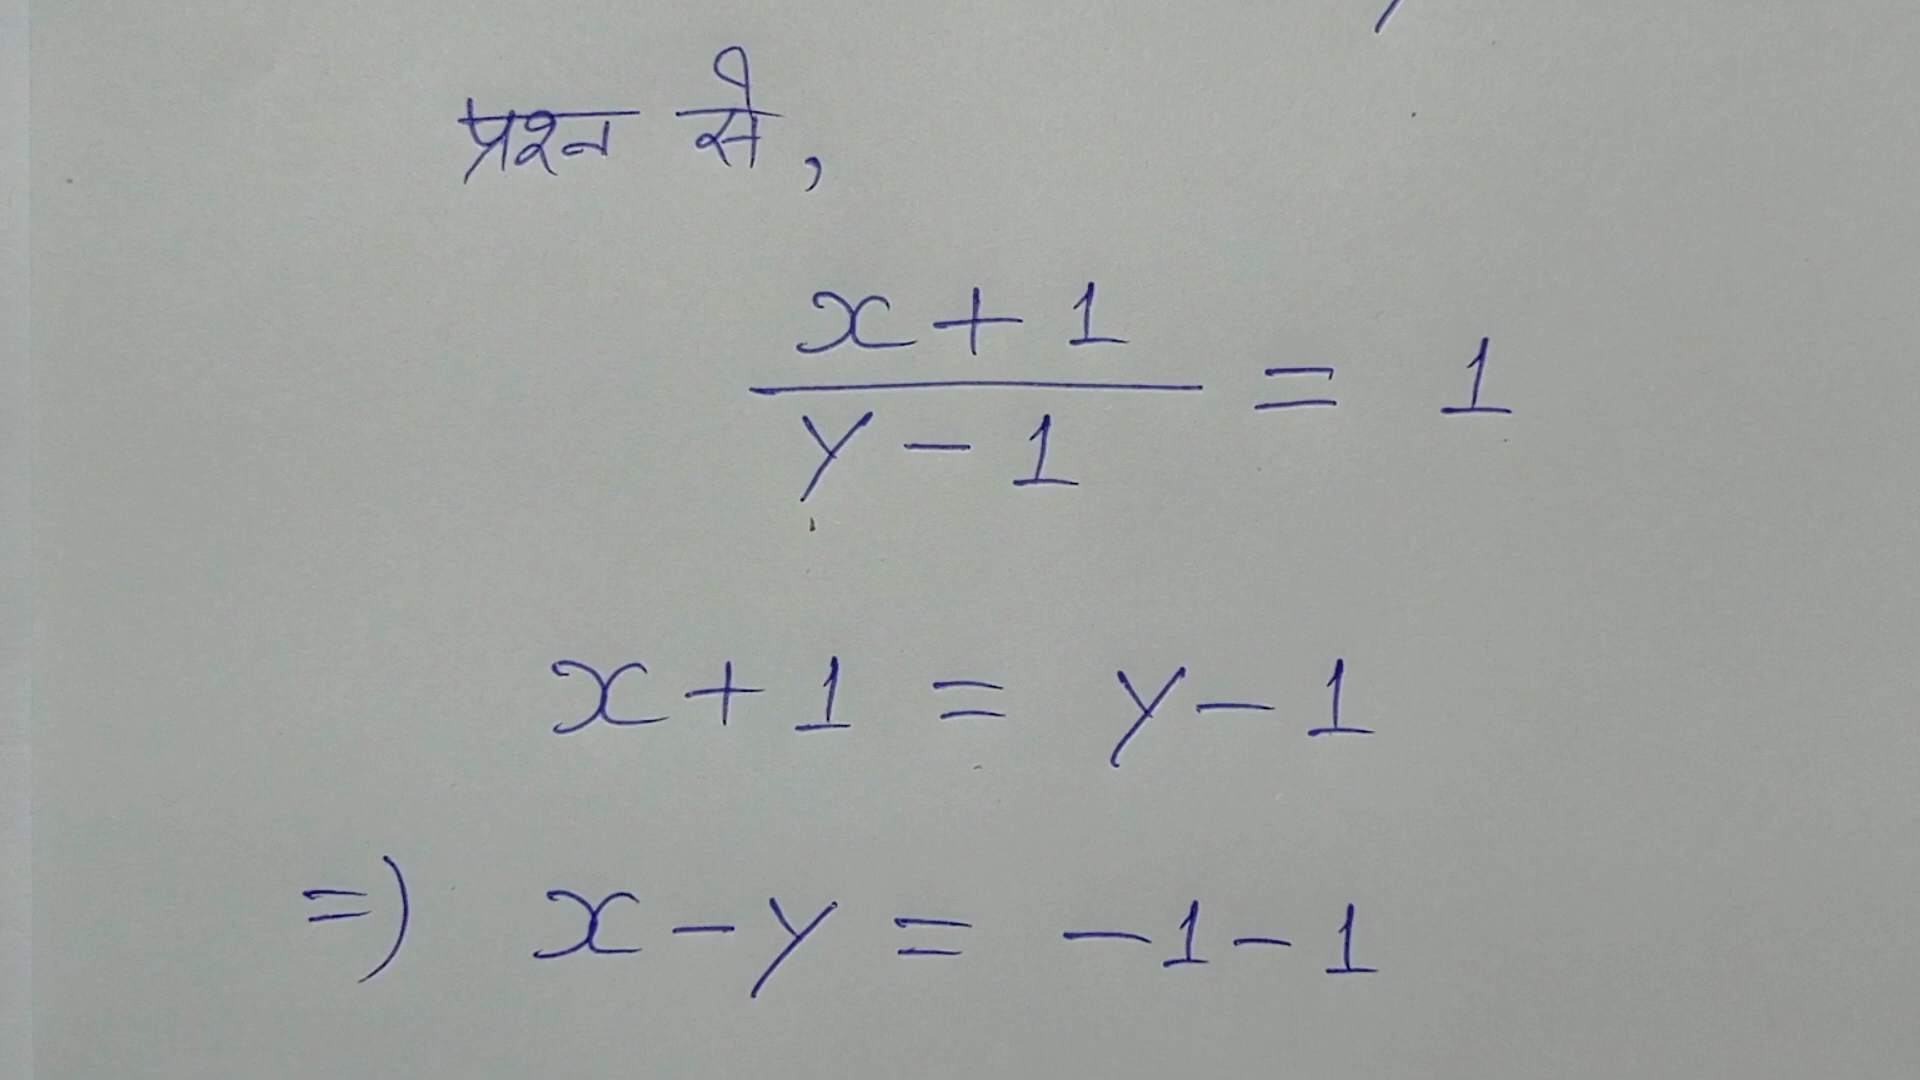 प्रश्न से,
x + 1
y - 1 = 1
x + 1 = y - 1
=) x - y = -1 - 1